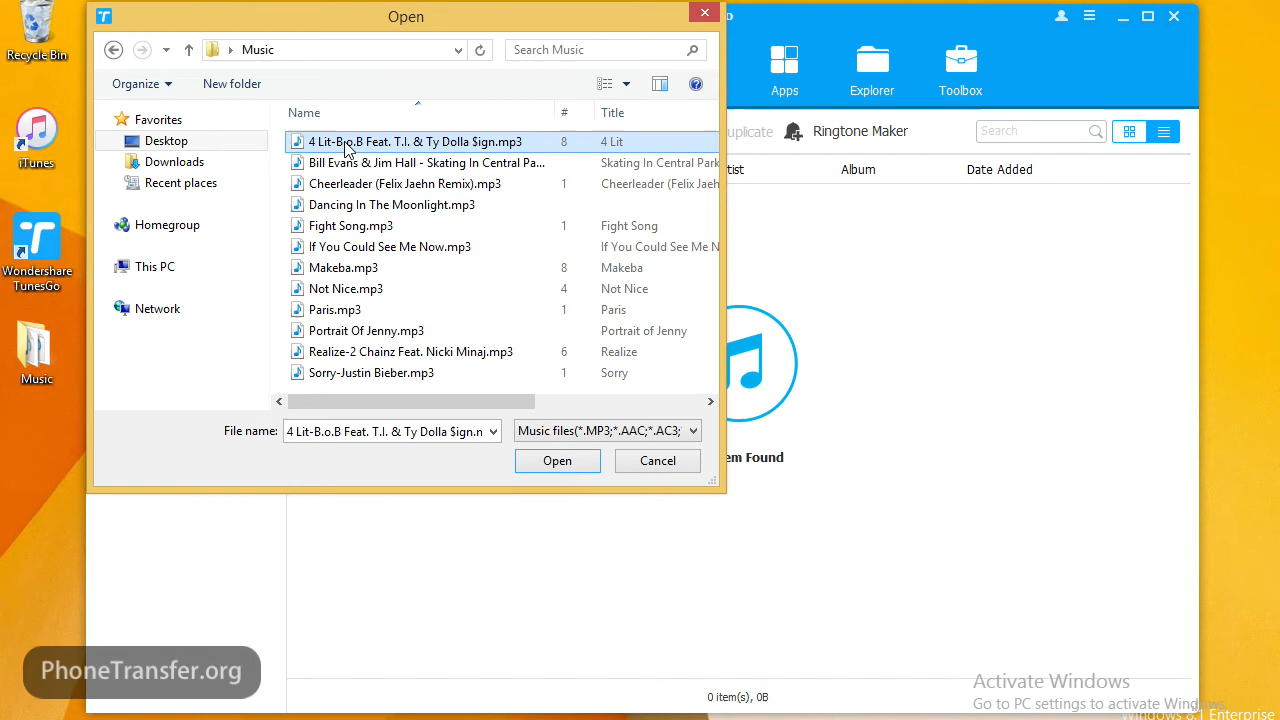 Open
Music
Search Music
Organize
New folder
Name
#
Title
Favorites
Desktop
Downloads
Recent places
Homegroup
This PC
Network
4 Lit-B.o.B Feat. T.I. & Ty Dolla $ign.mp3 8 4 Lit
Bill Evans & Jim Hall - Skating In Central Pa... Skating In Central Park
Cheerleader (Felix Jaehn Remix).mp3 1 Cheerleader (Felix Jaeh
Dancing In The Moonlight.mp3
Fight Song.mp3 1 Fight Song
If You Could See Me Now.mp3 If You Could See Me N
Makeba.mp3 8 Makeba
Not Nice.mp3 4 Not Nice
Paris.mp3 1 Paris
Portrait Of Jenny.mp3 Portrait of Jenny
Realize-2 Chainz Feat. Nicki Minaj.mp3 6 Realize
Sorry-Justin Bieber.mp3 1 Sorry
File name: 4 Lit-B.o.B Feat. T.I. & Ty Dolla $ign.n
Music files(*.MP3;*.AAC;*.AC3;
Open
Cancel
Apps
Explorer
Toolbox
uplicate
Ringtone Maker
Search
tist
Album
Date Added
em Found
0 item(s), 0B
Recycle Bin
iTunes
Wondershare
TunesGo
Music
PhoneTransfer.org
Activate Windows
Go to PC settings to activate Windows.
Windows 8.1 Enterprise